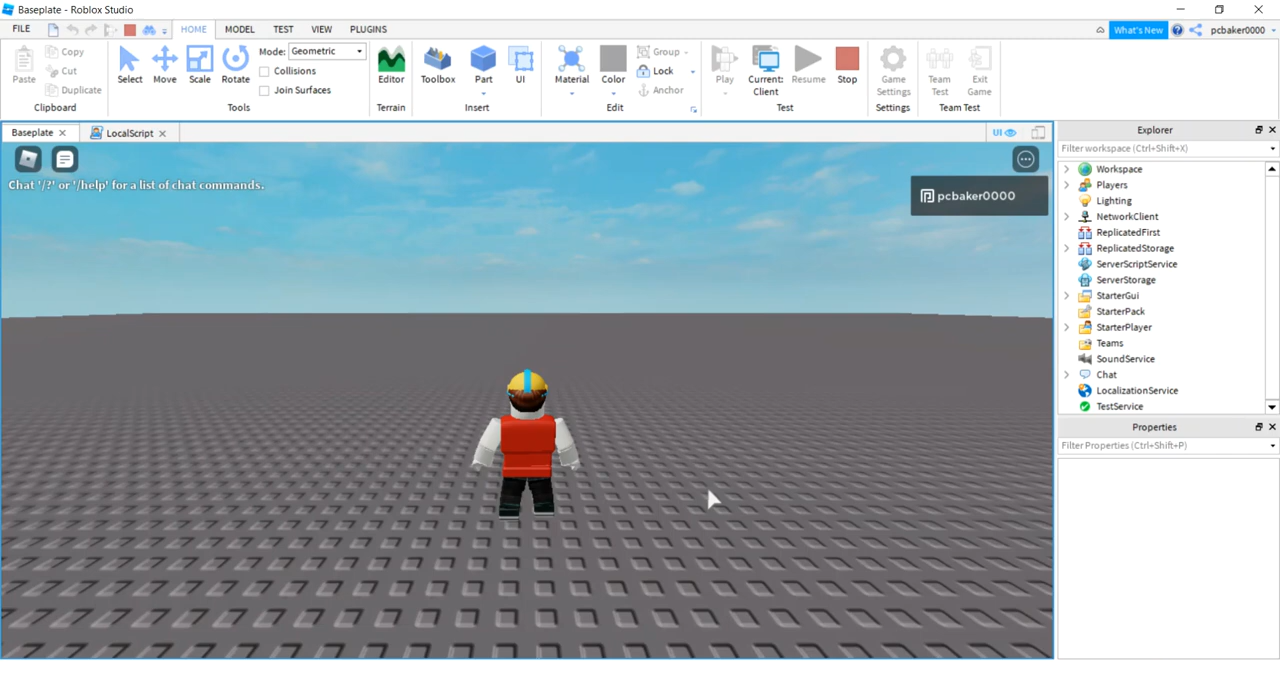 Baseplate - Roblox Studio
FILE HOME MODEL TEST VIEW PLUGINS What's New pcbaker0000
Paste Copy Cut Duplicate Clipboard
Select Move Scale Rotate Mode: Geometric Collisions Join Surfaces Tools
Editor Terrain
Toolbox Part UI Insert
Material Color Group Lock Anchor Edit
Play Current: Client Resume Stop Test
Game Settings Settings
Team Test Exit Game Team Test
Baseplate LocalScript UI
Chat '/?' or '/help' for a list of chat commands.
pcbaker0000
Explorer
Filter workspace (Ctrl+Shift+X)
Workspace
Players
Lighting
NetworkClient
ReplicatedFirst
ReplicatedStorage
ServerScriptService
ServerStorage
StarterGui
StarterPack
StarterPlayer
Teams
SoundService
Chat
LocalizationService
TestService
Properties
Filter Properties (Ctrl+Shift+P)